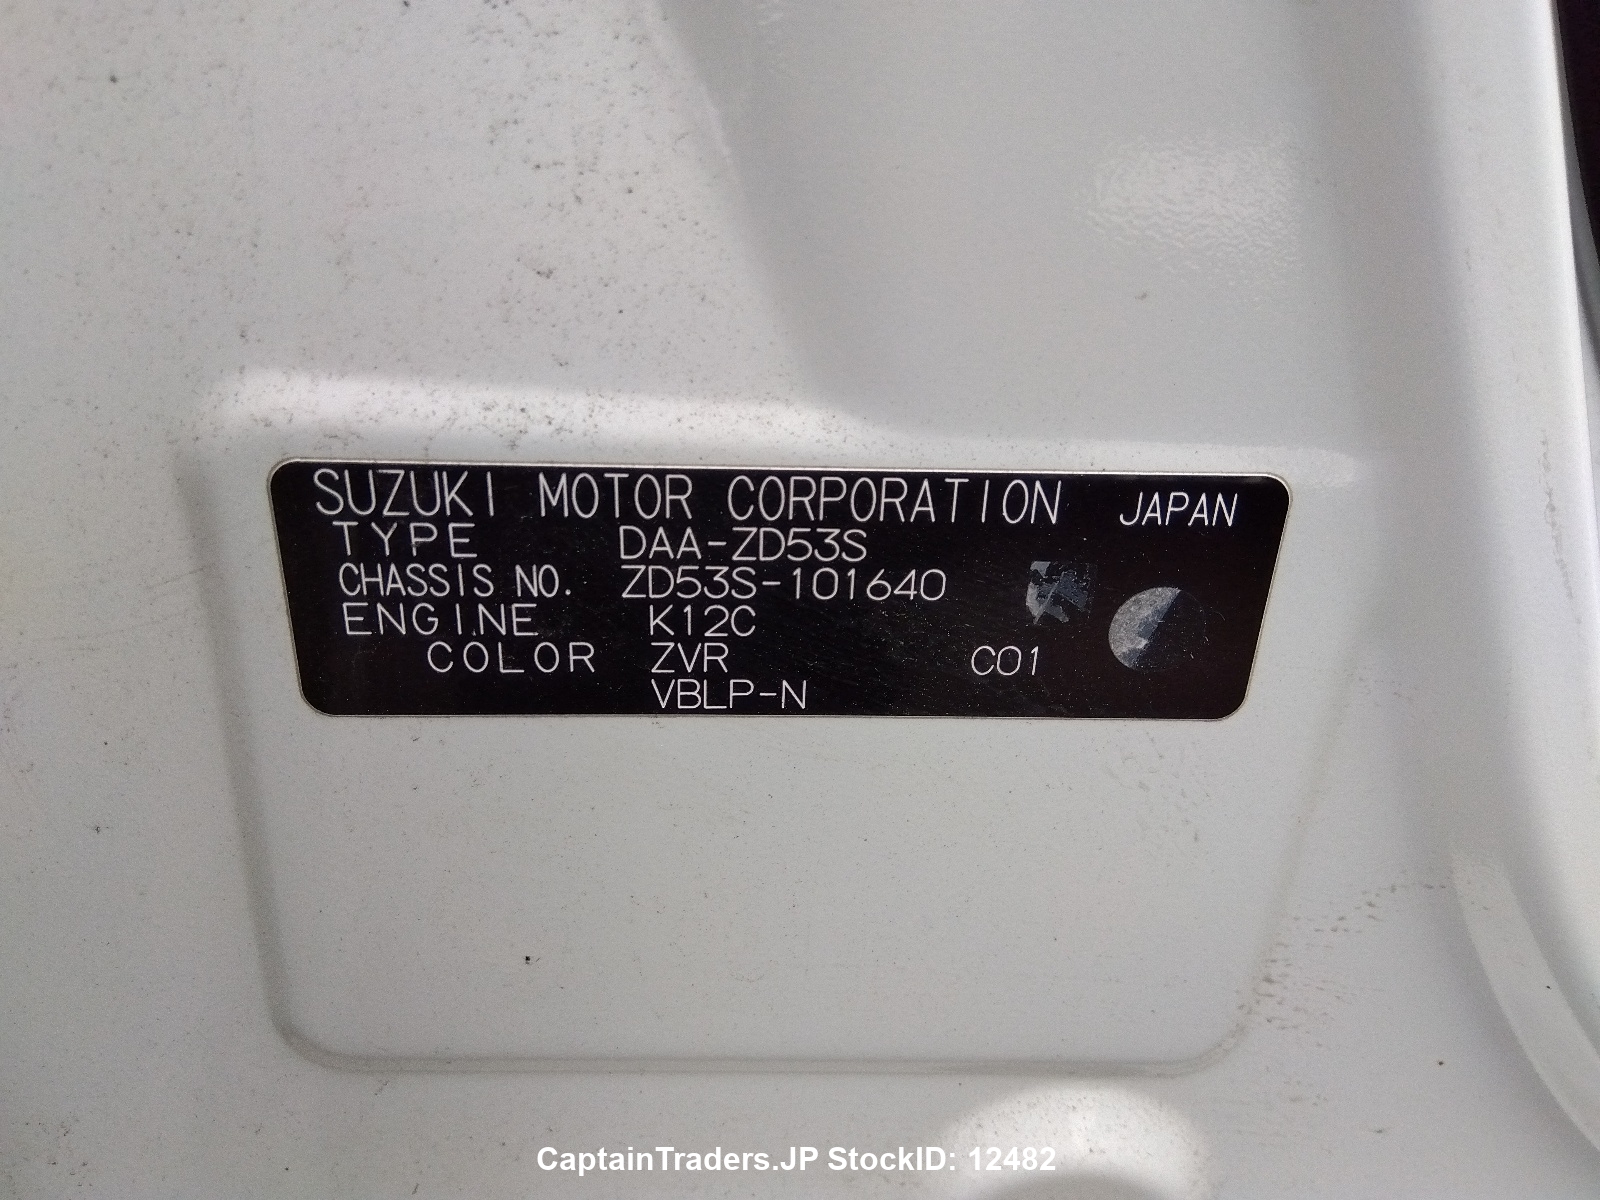 SUZUKI MOTOR CORPORATION JAPAN
TYPE DAA-ZD53S
CHASSIS NO. ZD53S-101640
ENGINE K12C
COLOR ZVR C01
VBLP-N
CaptainTraders.JP StockID: 12482